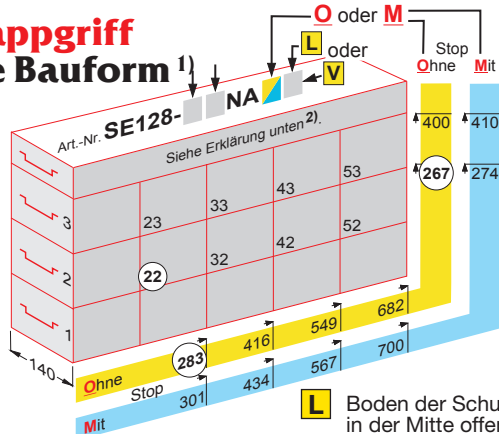 appgriff
e Bauform 1)
O oder M
L oder
V
Stop
Ohne Mit
Art.-Nr. SE128- NA
Siehe Erklärung unten 2).
400 410
267 274
3 23 33 43 53
2 22 32 42 52
1
140
Ohne 283 416 549 682
Stop
Mit 301 434 567 700
L Boden der Schu
in der Mitte offe